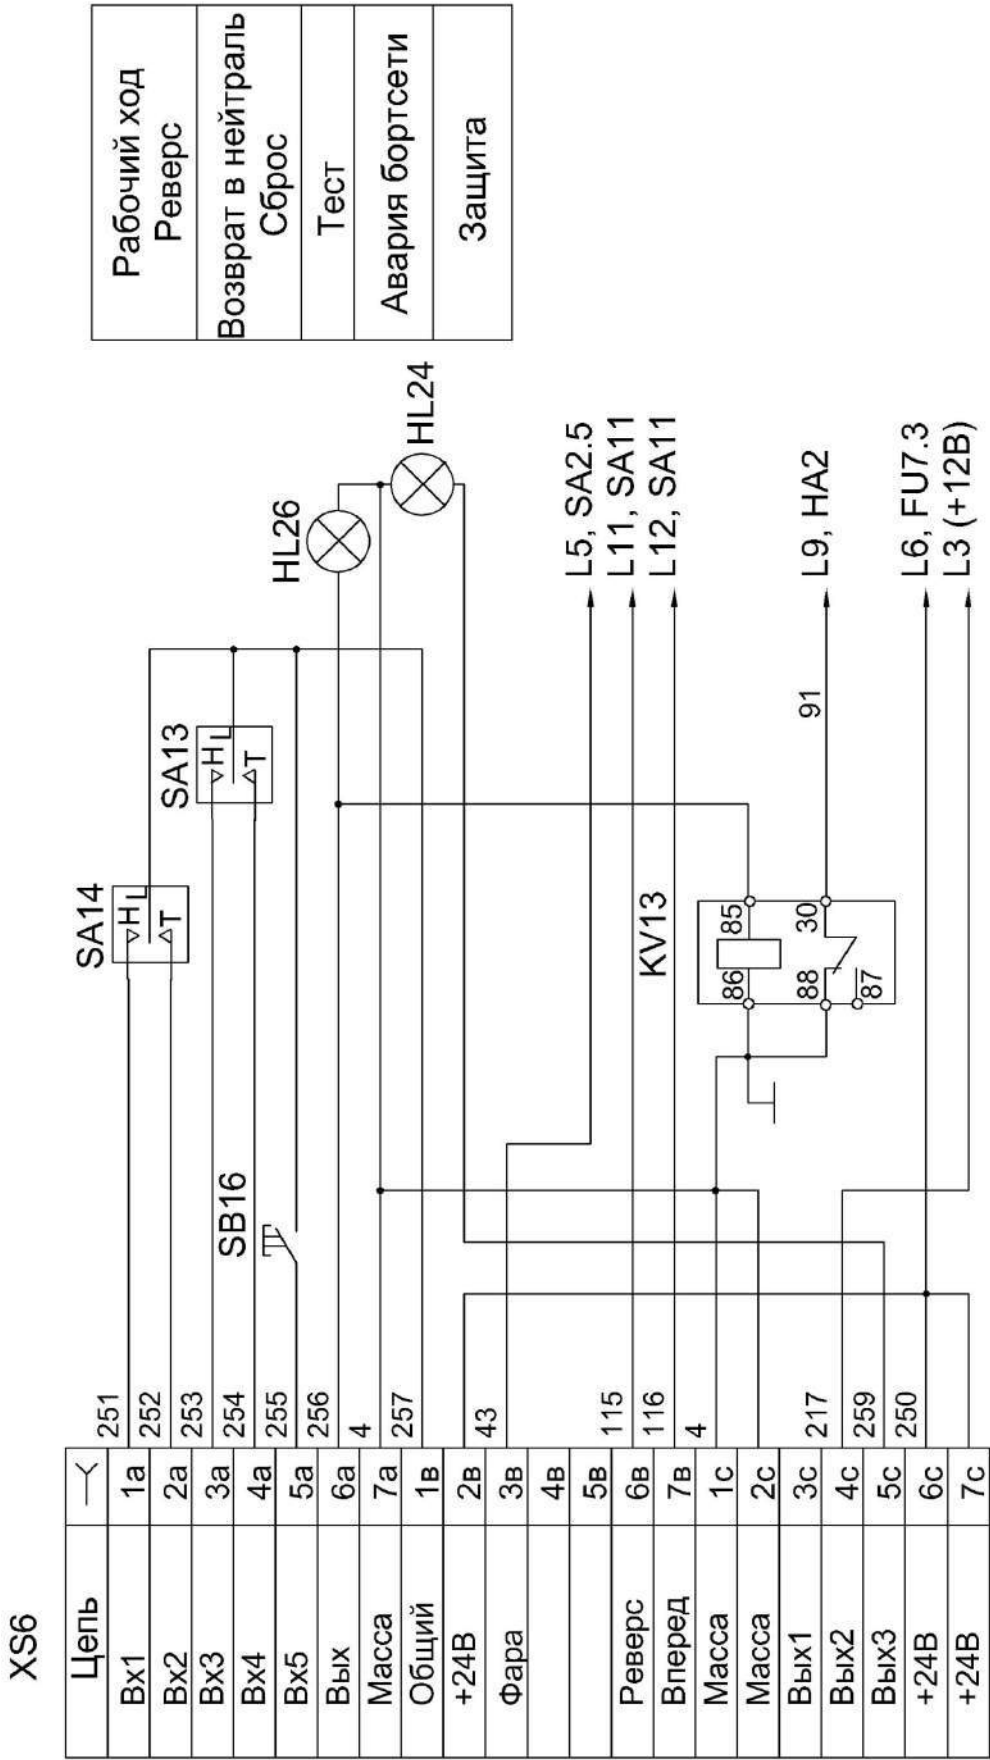 XS6
Цепь
Вх1 1а 251
Вх2 2а 252
Вх3 3а 253
Вх4 4а 254
Вх5 5а 255
Вых 6а 256
Масса 7а 4
Общий 1в 257
+24В 2в
Фара 3в 43
4в
5в
Реверс 6в 115
Вперед 7в 116
Масса 1с 4
Масса 2с
Вых1 3с
Вых2 4с 217
Вых3 5с 259
+24В 6с 250
+24В 7с
SA14
Н L
Т
SA13
Н L
Т
SB16
HL26
HL24
KV13
86 85
88 30
87
91
L5, SA2.5
L11, SA11
L12, SA11
L9, HA2
L6, FU7.3
L3 (+12В)
Рабочий ход
Реверс
Возврат в нейтраль
Сброс
Тест
Авария бортсети
Защита